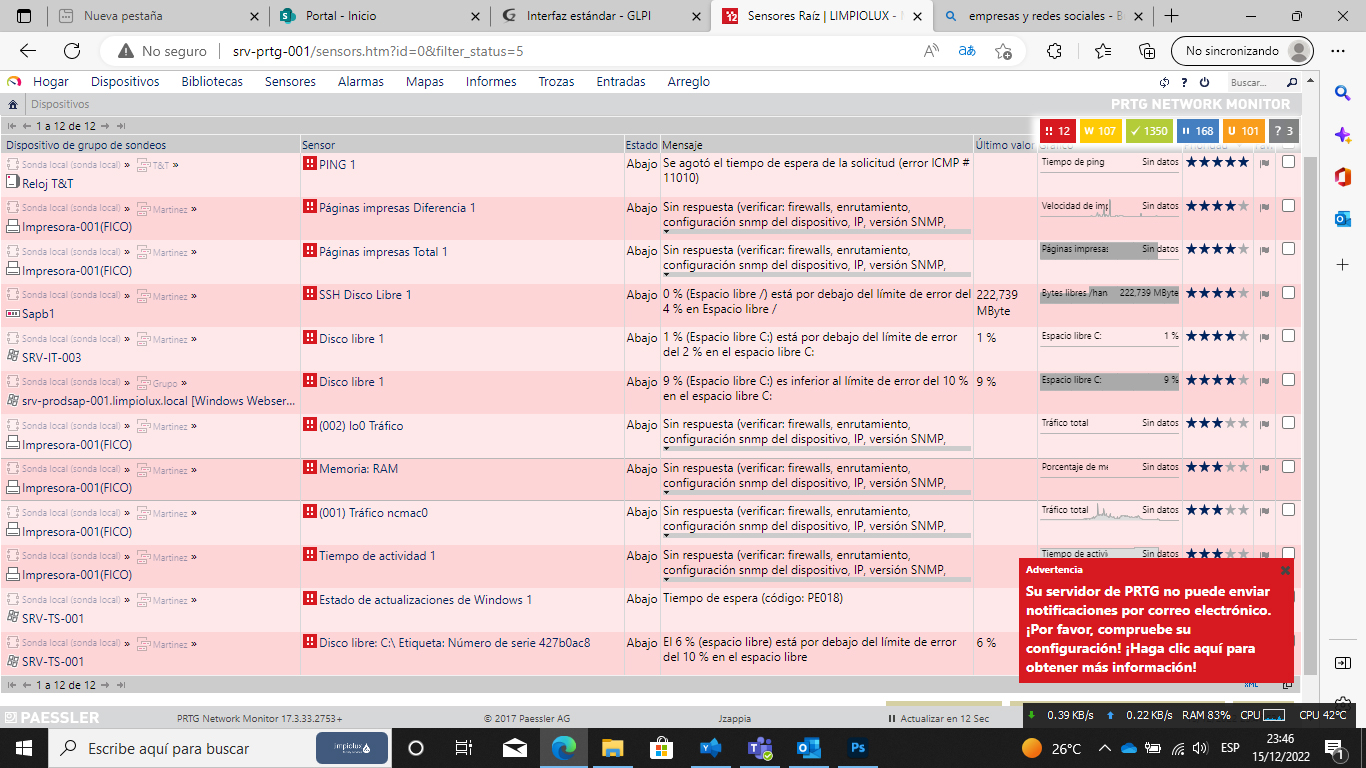 Nueva pestaña
Portal - Inicio
Interfaz estándar - GLPI
Sensores Raíz | LIMPIOLUX -
empresas y redes sociales - B
No seguro
srv-prtg-001/sensors.htm?id=0&filter_status=5
No sincronizando
Hogar Dispositivos Bibliotecas Sensores Alarmas Mapas Informes Trozas Entradas Arreglo
Buscar...
Dispositivos
PRTG NETWORK MONITOR
1 a 12 de 12
12 W 107 1350 168 U 101 ? 3
Dispositivo de grupo de sondeos Sensor Estado Mensaje Último valor
Sonda local (sonda local) » T&T »
Reloj T&T
PING 1
Abajo
Se agotó el tiempo de espera de la solicitud (error ICMP #
11010)
Tiempo de ping Sin datos
Sonda local (sonda local) » Martinez »
Impresora-001(FICO)
Páginas impresas Diferencia 1
Abajo
Sin respuesta (verificar: firewalls, enrutamiento,
configuración snmp del dispositivo, IP, versión SNMP,
Velocidad de imp Sin datos
Sonda local (sonda local) » Martinez »
Impresora-001(FICO)
Páginas impresas Total 1
Abajo
Sin respuesta (verificar: firewalls, enrutamiento,
configuración snmp del dispositivo, IP, versión SNMP,
Páginas impresas Sin datos
Sonda local (sonda local) » Martinez »
Sapb1
SSH Disco Libre 1
Abajo
0 % (Espacio libre /) está por debajo del límite de error del
4 % en Espacio libre /
222,739
MByte
Bytes libres /han 222,739 MByte
Sonda local (sonda local) » Martinez »
SRV-IT-003
Disco libre 1
Abajo
1 % (Espacio libre C:) está por debajo del límite de error
del 2 % en el espacio libre C:
1 %
Espacio libre C: 1 %
Sonda local (sonda local) » Grupo »
srv-prodsap-001.limpiolux.local [Windows Webser...
Disco libre 1
Abajo
9 % (Espacio libre C:) es inferior al límite de error del 10 %
en el espacio libre C:
9 %
Espacio libre C: 9 %
Sonda local (sonda local) » Martinez »
Impresora-001(FICO)
(002) lo0 Tráfico
Abajo
Sin respuesta (verificar: firewalls, enrutamiento,
configuración snmp del dispositivo, IP, versión SNMP,
Tráfico total Sin datos
Sonda local (sonda local) » Martinez »
Impresora-001(FICO)
Memoria: RAM
Abajo
Sin respuesta (verificar: firewalls, enrutamiento,
configuración snmp del dispositivo, IP, versión SNMP,
Porcentaje de me Sin datos
Sonda local (sonda local) » Martinez »
Impresora-001(FICO)
(001) Tráfico ncmac0
Abajo
Sin respuesta (verificar: firewalls, enrutamiento,
configuración snmp del dispositivo, IP, versión SNMP,
Tráfico total Sin datos
Sonda local (sonda local) » Martinez »
Impresora-001(FICO)
Tiempo de actividad 1
Abajo
Sin respuesta (verificar: firewalls, enrutamiento,
configuración snmp del dispositivo, IP, versión SNMP,
Tiempo de activi Sin datos
Sonda local (sonda local) » Martinez »
SRV-TS-001
Estado de actualizaciones de Windows 1
Abajo
Tiempo de espera (código: PE018)
Sonda local (sonda local) » Martinez »
SRV-TS-001
Disco libre: C:\ Etiqueta: Número de serie 427b0ac8
Abajo
El 6 % (espacio libre) está por debajo del límite de error
del 10 % en el espacio libre
6 %
Advertencia
Su servidor de PRTG no puede enviar
notificaciones por correo electrónico.
¡Por favor, compruebe su
configuración! ¡Haga clic aquí para
obtener más información!
1 a 12 de 12
PAESSLER
PRTG Network Monitor 17.3.33.2753+
© 2017 Paessler AG
Jzappia
Actualizar en 12 Sec
0.39 KB/s 0.22 KB/s RAM 83% CPU CPU 42°C
Escribe aquí para buscar
limpiolux
26°C
ESP
23:46
15/12/2022
1